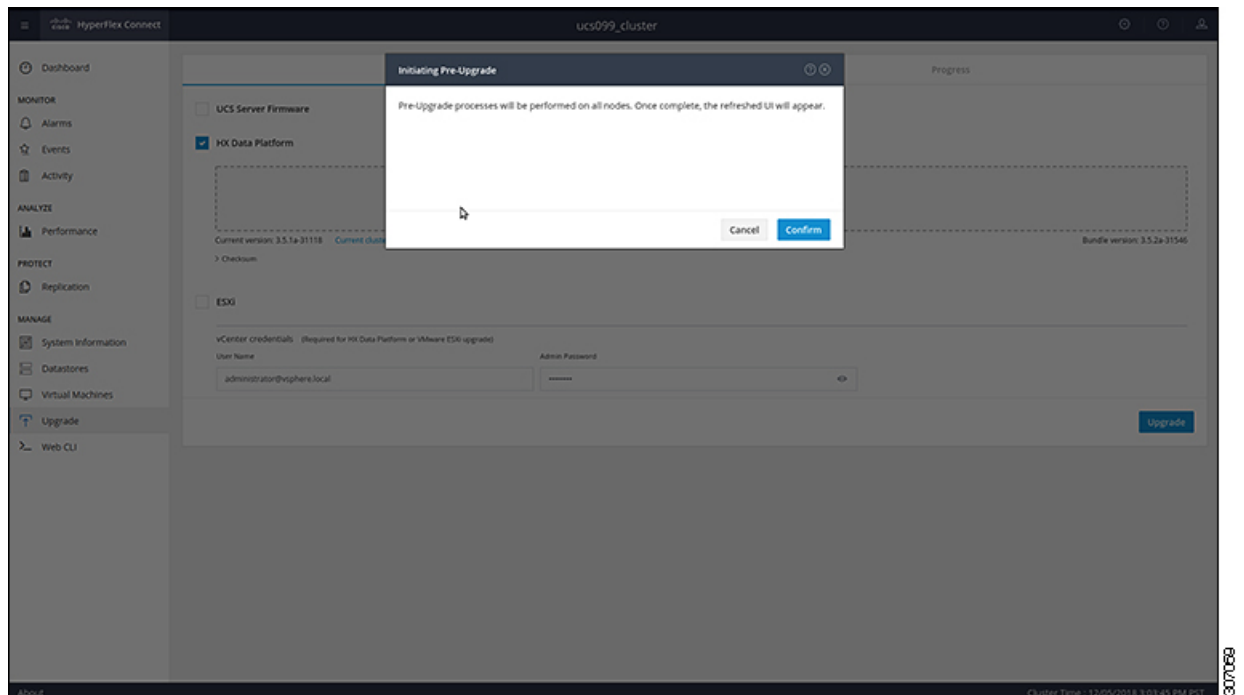 cisco HyperFlex Connect
ucs099_cluster
Dashboard
MONITOR
Alarms
Events
Activity
ANALYZE
Performance
PROTECT
Replication
MANAGE
System Information
Datastores
Virtual Machines
Upgrade
Web CLI
About
Progress
UCS Server Firmware
HX Data Platform
Initiating Pre-Upgrade
Pre-Upgrade processes will be performed on all nodes. Once complete, the refreshed UI will appear.
Cancel Confirm
Current version: 3.5.1a-31118 Current cluste
Bundle version: 3.5.2a-31546
> Checksum
ESXi
vCenter credentials (Required for HX Data Platform or VMware ESXi upgrade)
User Name
Admin Password
administrator@vsphere.local
Upgrade
Cluster Time : 12/05/2018 3:03:45 PM PST
307069